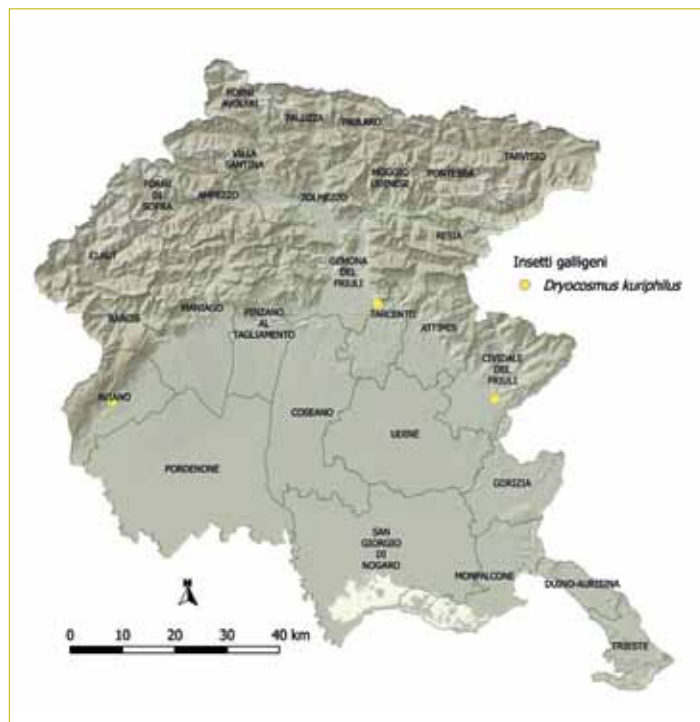 FORNI
AVOLTRI
PALUZZA
PAULARO
VILLA
SANTINA
TARVISIO
MOGGIO
UDINESE
PONTEBBA
FORNI
DI
SOPRA
AMPEZZO
TOLMEZZO
RESIA
CLAUT
GEMONA
DEL
FRIULI
Insetti galligeni
Dryocosmus kuriphilus
BARCIS
MANIAGO
PINZANO
AL
TAGLIAMENTO
TARCENTO
ATTIMIS
CIVIDALE
DEL
FRIULI
AVIANO
COSEANO
UDINE
PORDENONE
GORIZIA
SAN
GIORGIO
DI
NOGARO
MONFALCONE
DUINO-AURISINA
TRIESTE
N
0 10 20 30 40 km